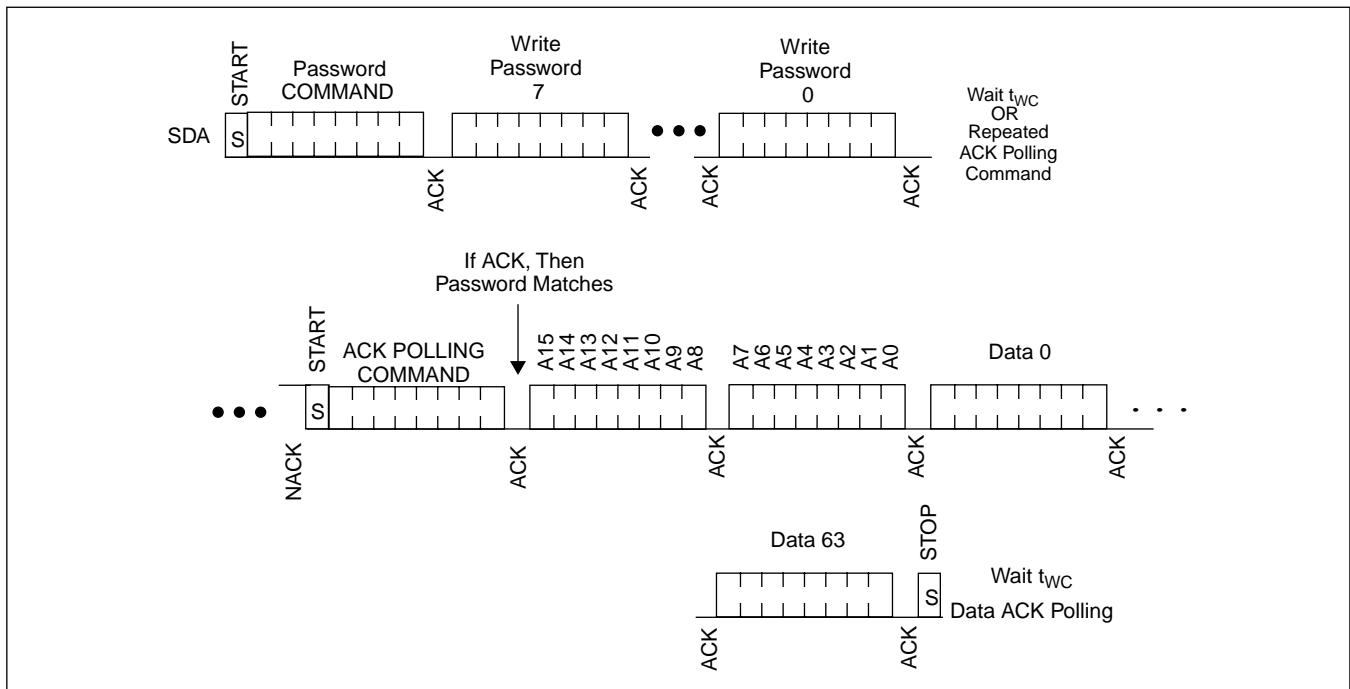 START
Password
COMMAND
Write
Password
7
Write
Password
0
Wait tWC
OR
Repeated
ACK Polling
Command
SDA
S
ACK
ACK
ACK
ACK
If ACK, Then
Password Matches
START
ACK POLLING
COMMAND
A15
A14
A13
A12
A11
A10
A9
A8
A7
A6
A5
A4
A3
A2
A1
A0
Data 0
S
NACK
ACK
ACK
ACK
ACK
Data 63
STOP
Wait tWC
S
Data ACK Polling
ACK
ACK